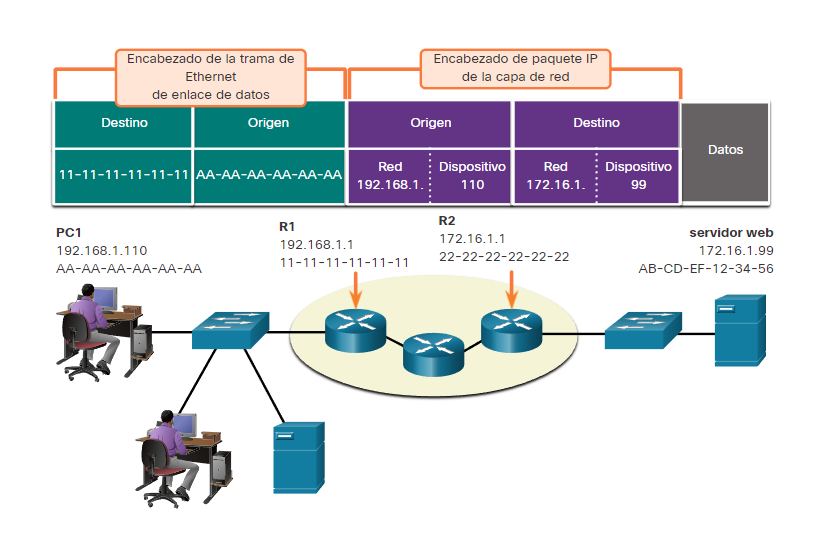 Encabezado de la trama de
Ethernet
de enlace de datos
Encabezado de paquete IP
de la capa de red
Destino
Origen
Origen
Destino
Datos
11-11-11-11-11-11
AA-AA-AA-AA-AA-AA
Red
192.168.1.
Dispositivo
110
Red
172.16.1.
Dispositivo
99
PC1
192.168.1.110
AA-AA-AA-AA-AA-AA
R1
192.168.1.1
11-11-11-11-11-11
R2
172.16.1.1
22-22-22-22-22-22
servidor web
172.16.1.99
AB-CD-EF-12-34-56